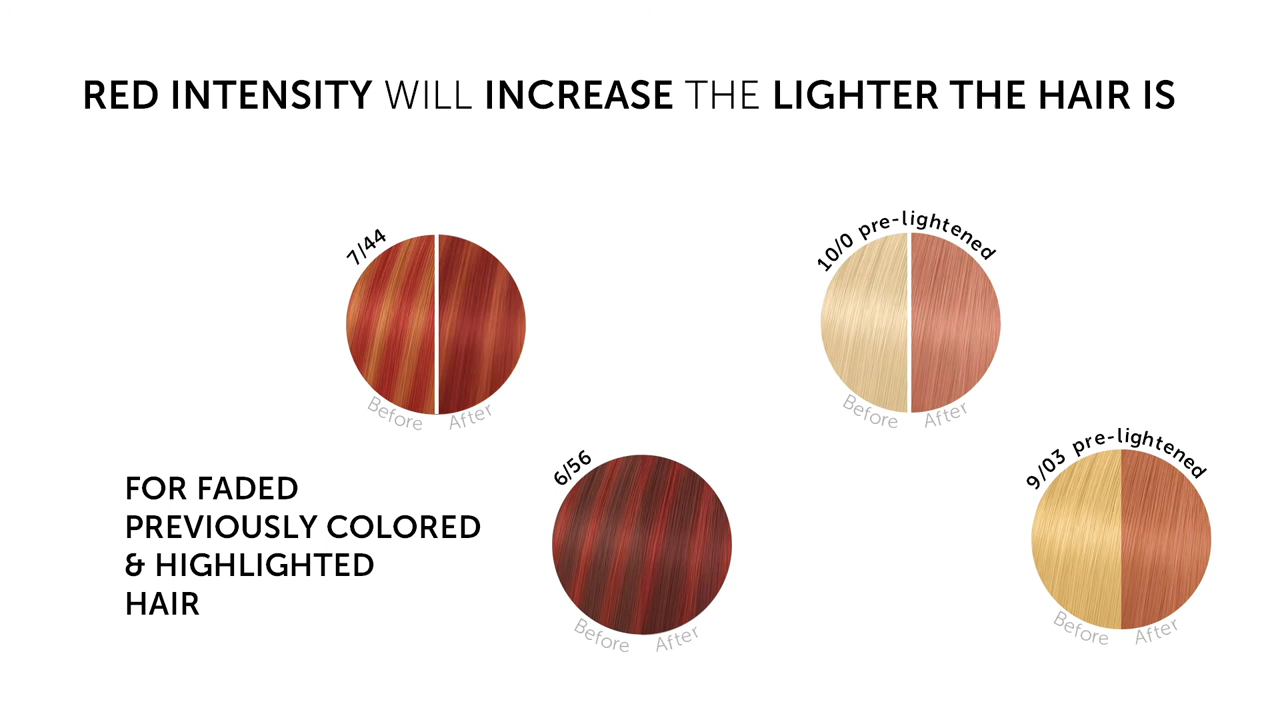 RED INTENSITY WILL INCREASE THE LIGHTER THE HAIR IS
7/44
Before After
10/0 pre-lightened
Before After
FOR FADED
PREVIOUSLY COLORED
& HIGHLIGHTED
HAIR
6/56
Before After
9/03 pre-lightened
Before After